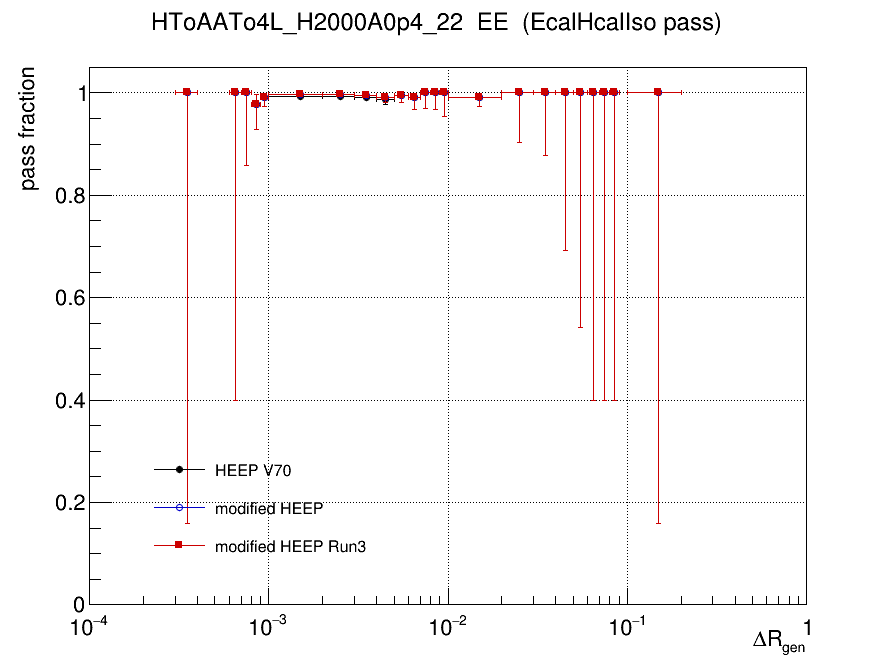 HToAATo4L_H2000A0p4_22 EE (EcalHcalIso pass)
pass fraction
1
0.8
0.6
0.4
0.2
0
HEEP V70
modified HEEP
modified HEEP Run3
10⁻⁴ 10⁻³ 10⁻² 10⁻¹ 1
ΔR_gen